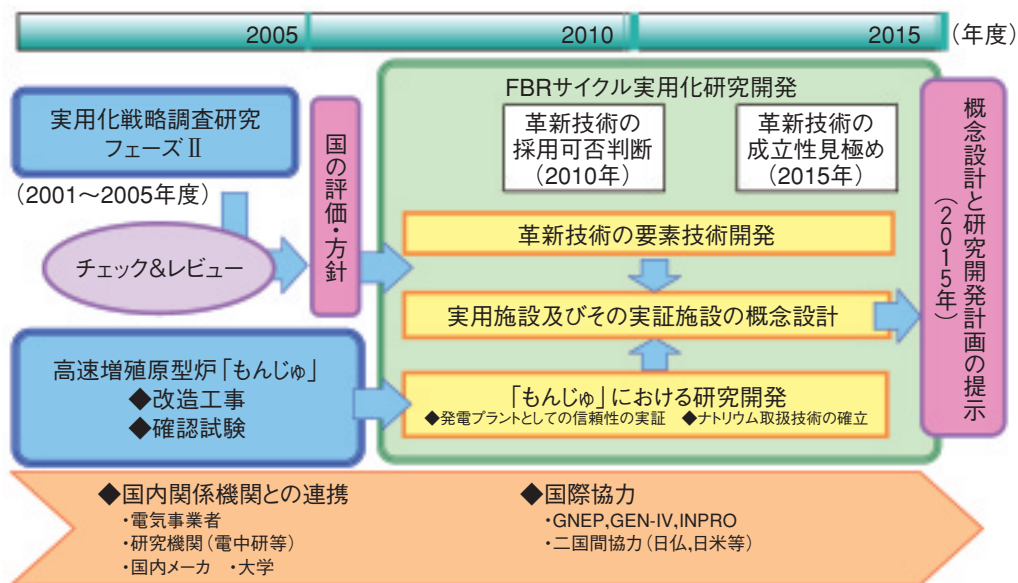 2005 2010 2015 (年度)
実用化戦略調査研究
フェーズⅡ
(2001～2005年度)
チェック&レビュー
国の評価・方針
高速増殖原型炉「もんじゅ」
◆改造工事
◆確認試験
FBRサイクル実用化研究開発
革新技術の
採用可否判断
(2010年)
革新技術の
成立性見極め
(2015年)
革新技術の要素技術開発
実用施設及びその実証施設の概念設計
「もんじゅ」における研究開発
◆発電プラントとしての信頼性の実証 ◆ナトリウム取扱技術の確立
概念設計と研究開発計画の提示
(2015年)
◆国内関係機関との連携
・電気事業者
・研究機関(電中研等)
・国内メーカ ・大学
◆国際協力
・GNEP,GEN-IV,INPRO
・二国間協力(日仏,日米等)